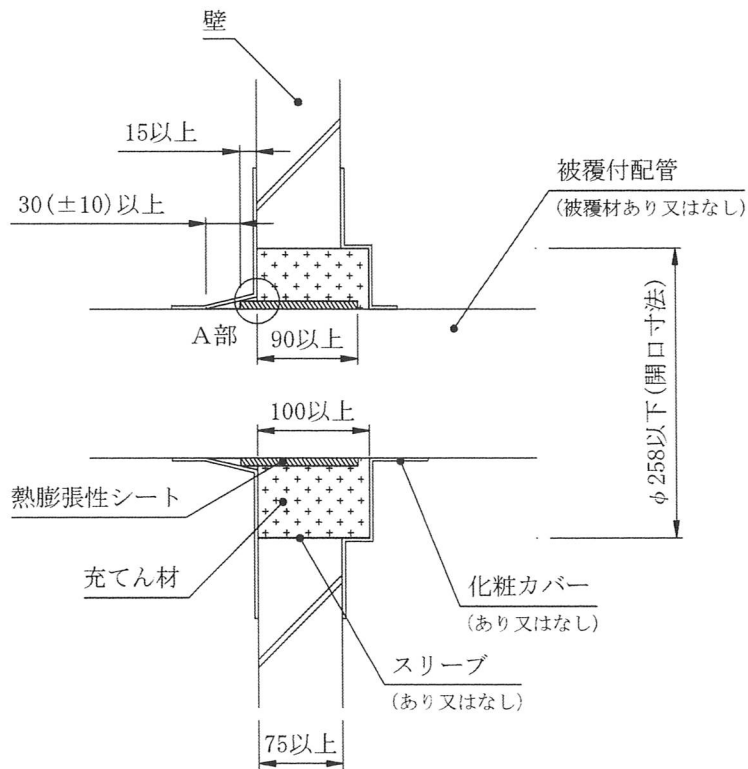 壁
15以上
被覆付配管
(被覆材あり又はなし)
30(±10)以上
A部
90以上
φ258以下(開口寸法)
100以上
熱膨張性シート
充てん材
化粧カバー
(あり又はなし)
スリーブ
(あり又はなし)
75以上